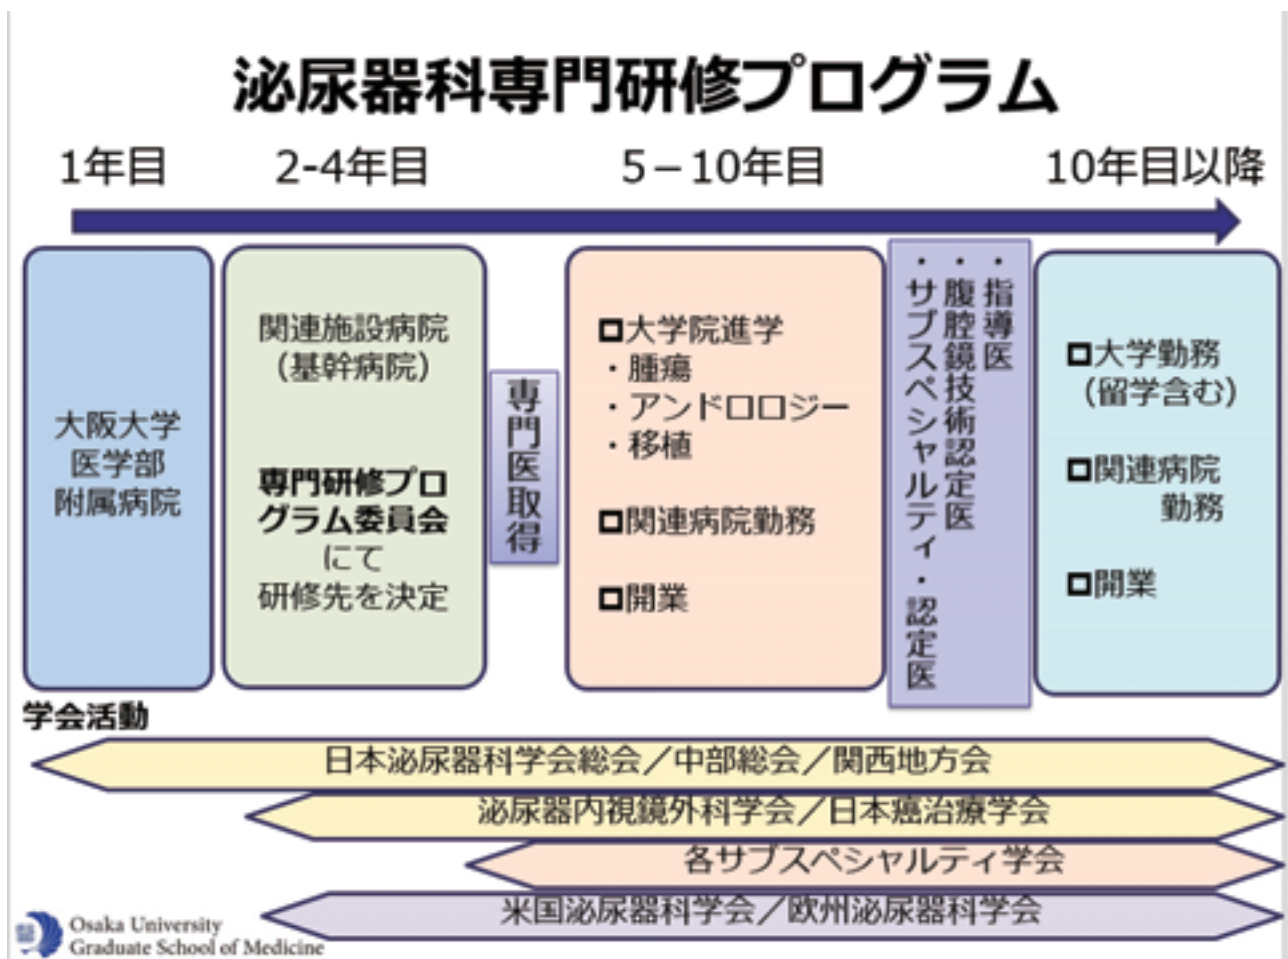 泌尿器科専門研修プログラム
1年目
2-4年目
5－10年目
10年目以降
大阪大学
医学部
附属病院
関連施設病院
（基幹病院）
専門研修プロ
グラム委員会
にて
研修先を決定
専門医取得
大学院進学
・腫瘍
・アンドロロジー
・移植
関連病院勤務
開業
・指導医
・腹腔鏡技術認定医
・サブスペシャルティ・認定医
大学勤務
（留学含む）
関連病院
勤務
開業
学会活動
日本泌尿器科学会総会／中部総会／関西地方会
泌尿器内視鏡外科学会／日本癌治療学会
各サブスペシャルティ学会
米国泌尿器科学会／欧州泌尿器科学会
Osaka University
Graduate School of Medicine